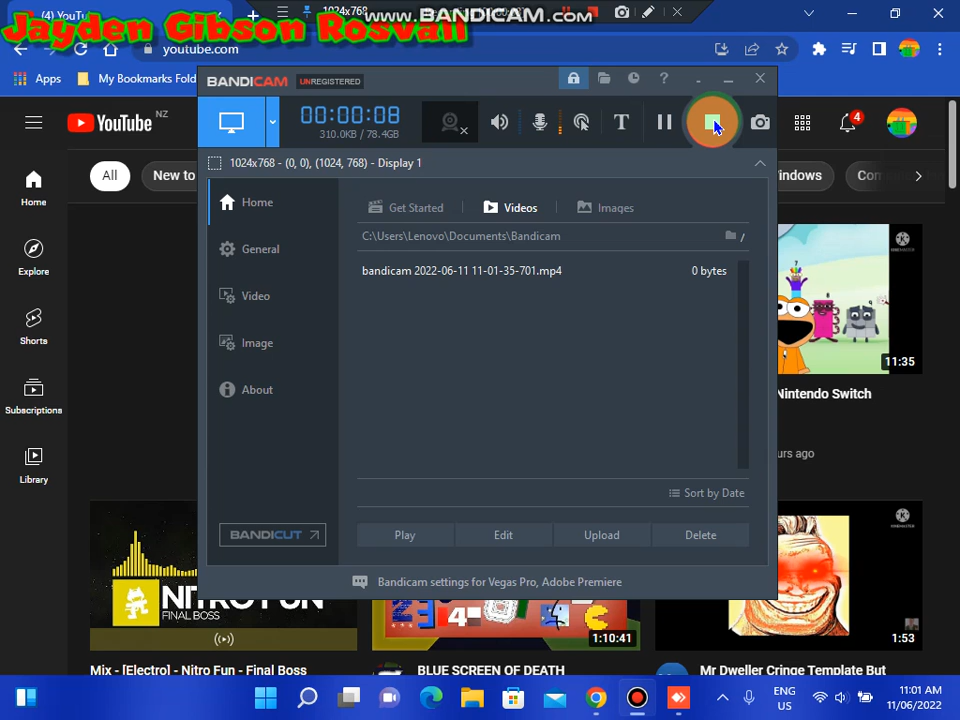 (4) YouTu
1024x768
www.BANDICAM.com
Jayden Gibson Rosvall
youtube.com
Apps
My Bookmarks Fold
BANDICAM UNREGISTERED
YouTube NZ
00:00:08
310.0KB / 78.4GB
T
4
1024x768 - (0, 0), (1024, 768) - Display 1
All
New to
ndows
Com
Home
Home
Get Started
Videos
Images
C:\Users\Lenovo\Documents\Bandicam
/
General
Explore
bandicam 2022-06-11 11-01-35-701.mp4
0 bytes
Video
Shorts
Image
11:35
About
Nintendo Switch
Subscriptions
urs ago
Library
Sort by Date
BANDICUT
Play
Edit
Upload
Delete
Bandicam settings for Vegas Pro, Adobe Premiere
NITRO FUN
FINAL BOSS
1:10:41
1:53
Mix - [Electro] - Nitro Fun - Final Boss
BLUE SCREEN OF DEATH
Mr Dweller Cringe Template But
ENG
US
11:01 AM
11/06/2022